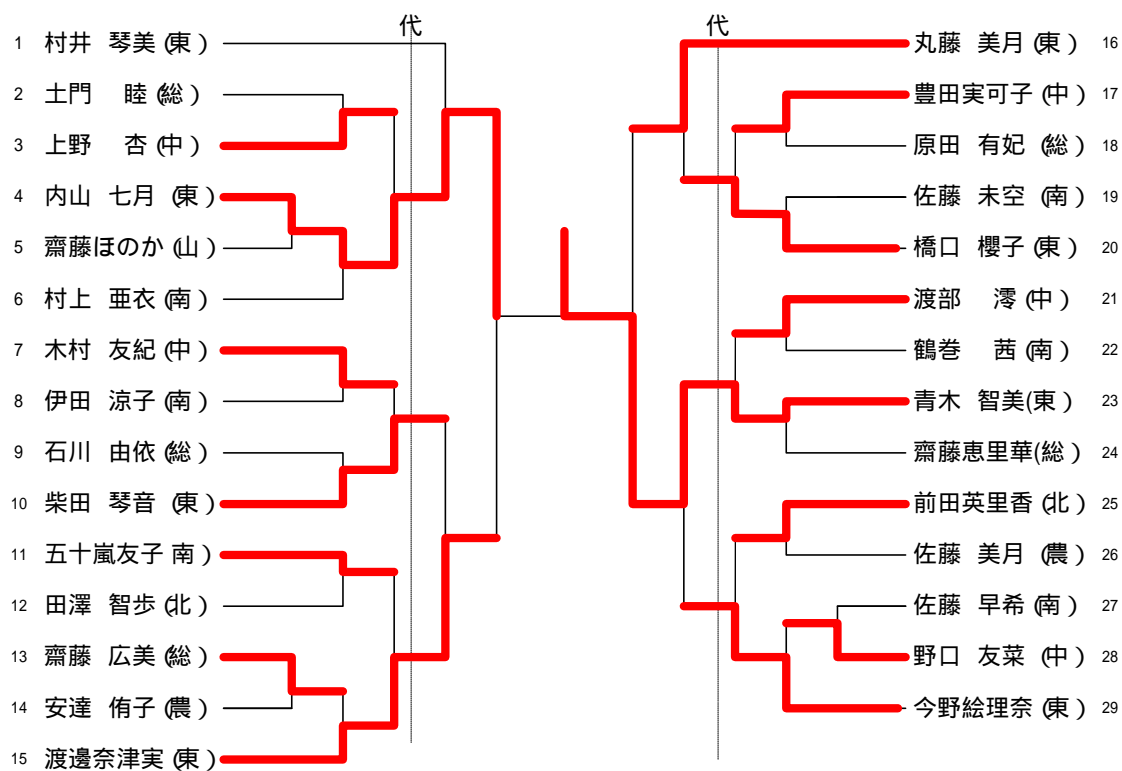 代
1 村井 琴美 (東)
2 土門 睦 (総)
3 上野 杏 (中)
4 内山 七月 (東)
5 齋藤ほのか (山)
6 村上 亜衣 (南)
7 木村 友紀 (中)
8 伊田 涼子 (南)
9 石川 由依 (総)
10 柴田 琴音 (東)
11 五十嵐友子 南)
12 田澤 智歩 (北)
13 齋藤 広美 (総)
14 安達 侑子 (農)
15 渡邊奈津実 (東)
代
丸藤 美月 (東) 16
豊田実可子 (中) 17
原田 有妃 (総) 18
佐藤 未空 (南) 19
橋口 櫻子 (東) 20
渡部 澪 (中) 21
鶴巻 茜 (南) 22
青木 智美(東) 23
齋藤恵里華(総) 24
前田英里香 (北) 25
佐藤 美月 (農) 26
佐藤 早希 (南) 27
野口 友菜 (中) 28
今野絵理奈 (東) 29